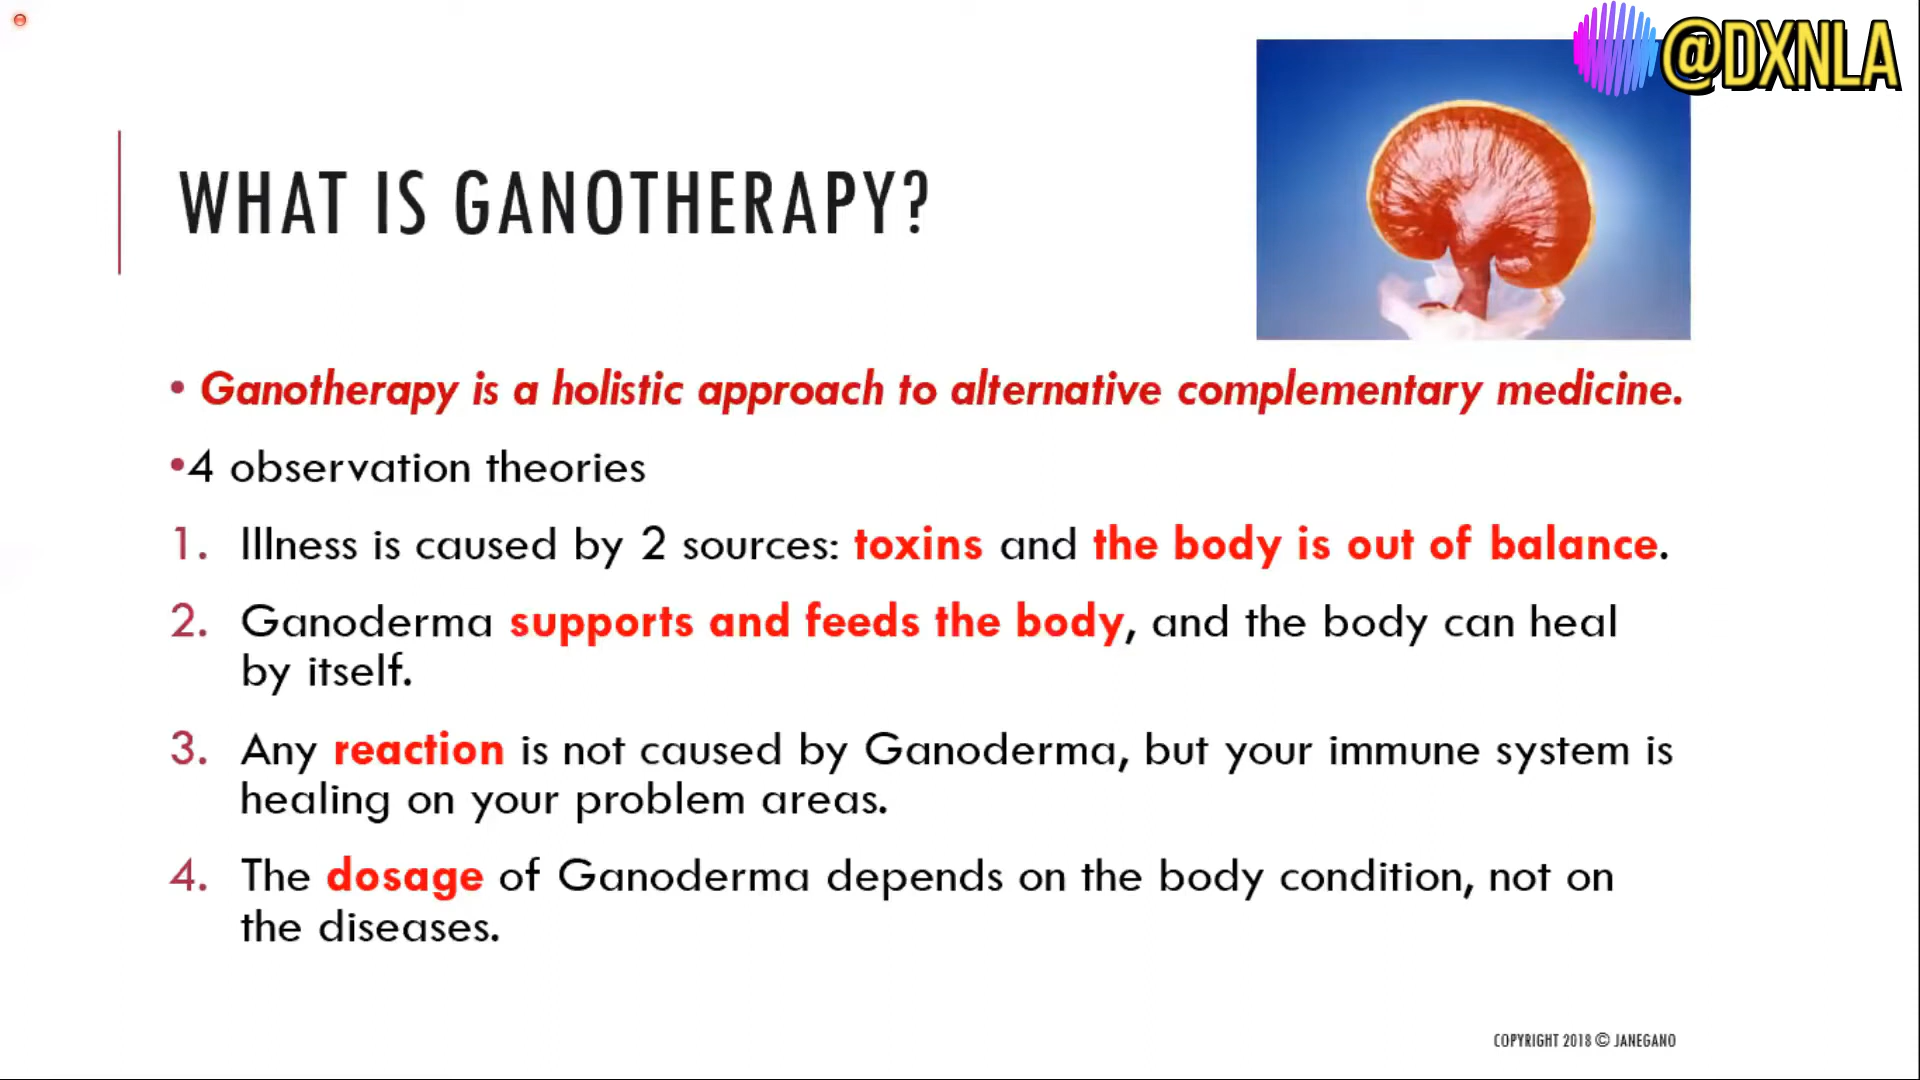 @DXNLA
WHAT IS GANOTHERAPY?
• Ganotherapy is a holistic approach to alternative complementary medicine.
•4 observation theories
1. Illness is caused by 2 sources: toxins and the body is out of balance.
2. Ganoderma supports and feeds the body, and the body can heal
by itself.
3. Any reaction is not caused by Ganoderma, but your immune system is
healing on your problem areas.
4. The dosage of Ganoderma depends on the body condition, not on
the diseases.
COPYRIGHT 2018 © JANEGANO